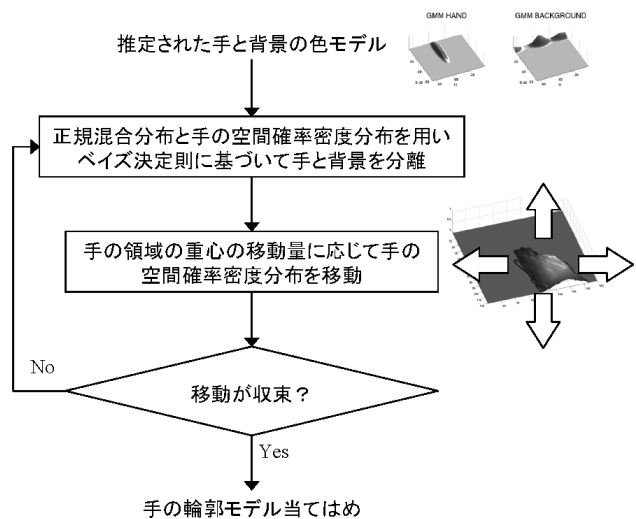 GMM HAND
GMM BACKGROUND
推定された手と背景の色モデル
正規混合分布と手の空間確率密度分布を用い
ベイズ決定則に基づいて手と背景を分離
手の領域の重心の移動量に応じて手の
空間確率密度分布を移動
No
移動が収束？
Yes
手の輪郭モデル当てはめ